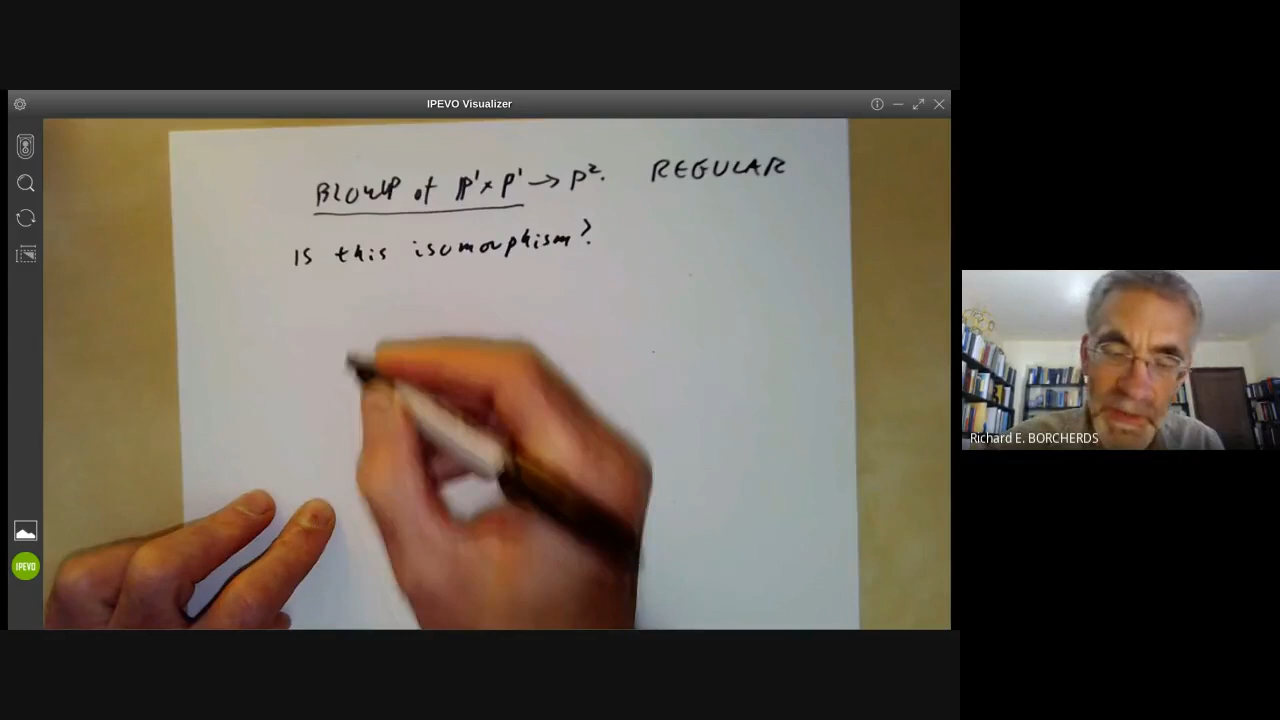 IPEVO Visualizer
BLOWUP of P¹ × P¹ → P². REGULAR
Is this isomorphism?
IPEVO
Richard E. BORCHERDS